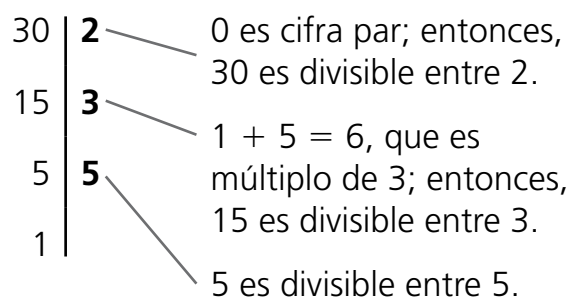 30 2 0 es cifra par; entonces,
30 es divisible entre 2.
15 3
1 + 5 = 6, que es
múltiplo de 3; entonces,
5 5
15 es divisible entre 3.
1
5 es divisible entre 5.